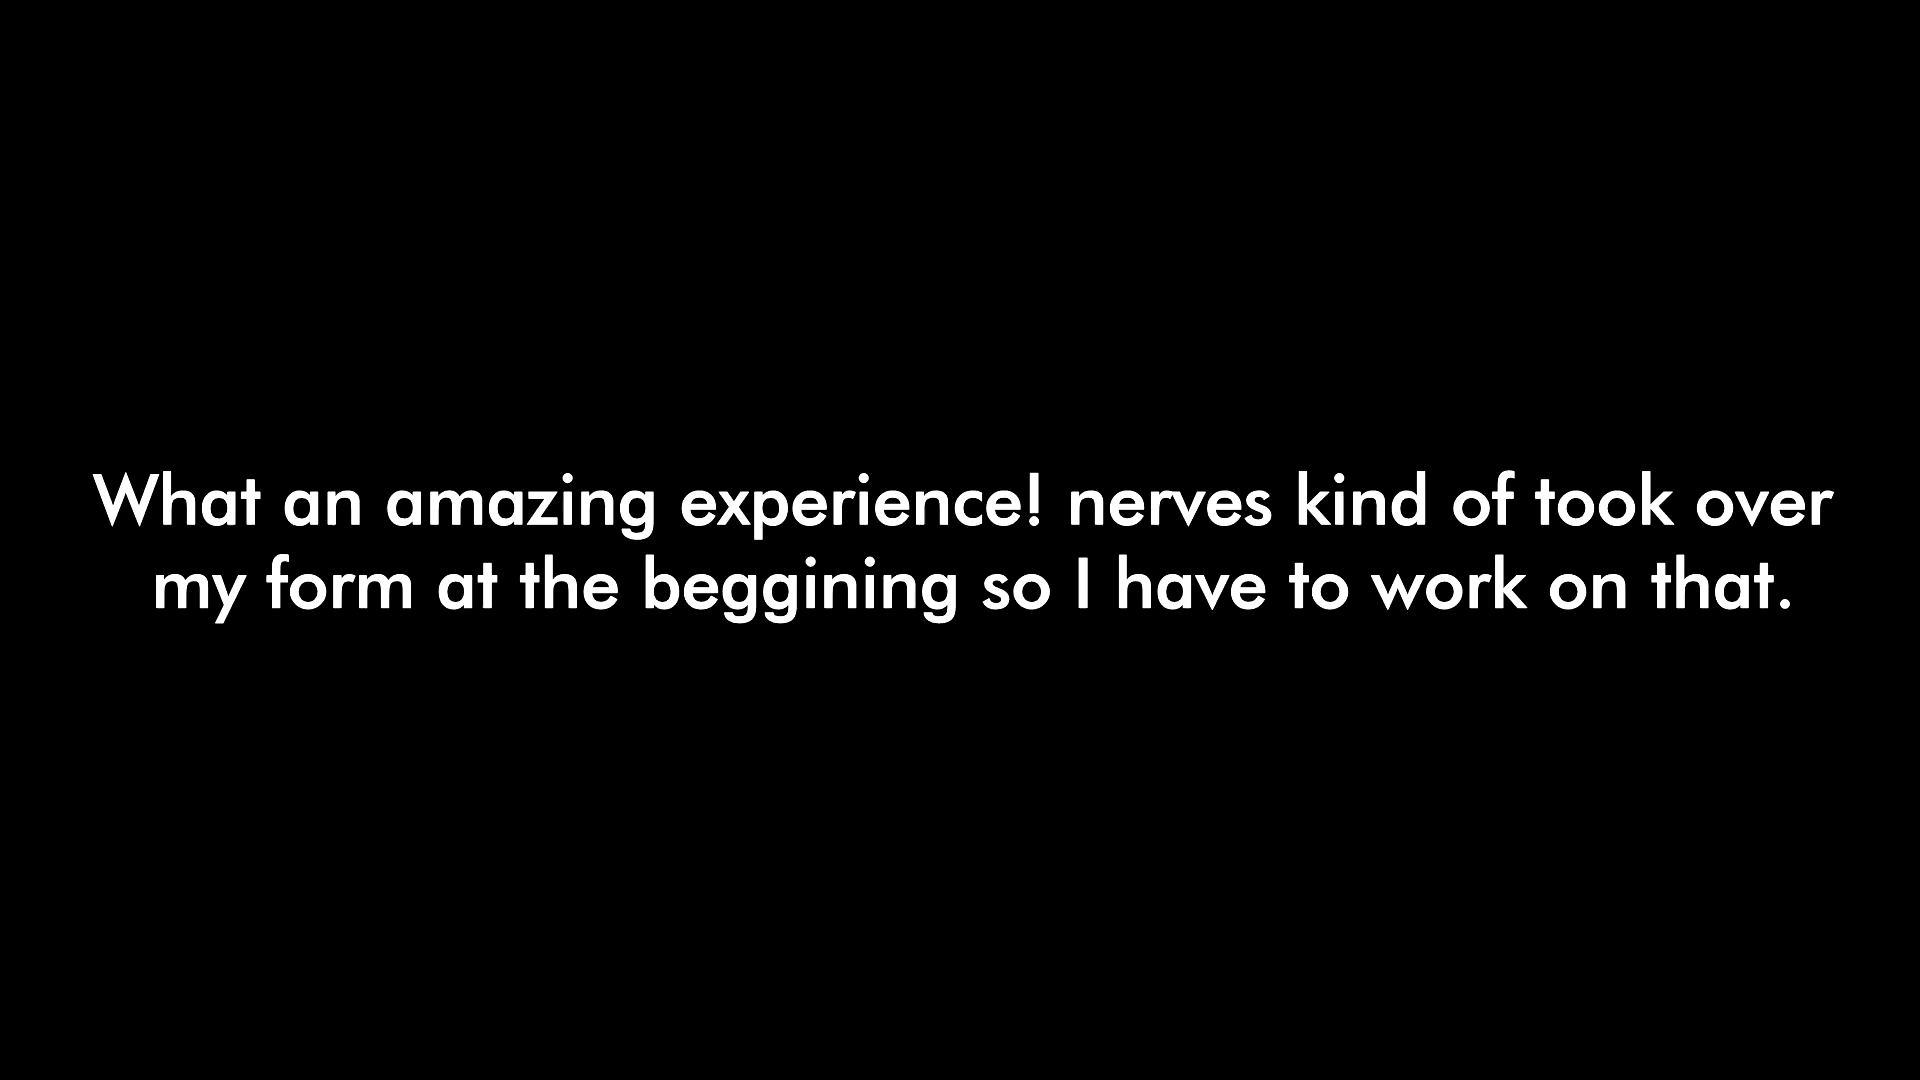 What an amazing experience! nerves kind of took over
my form at the beggining so I have to work on that.